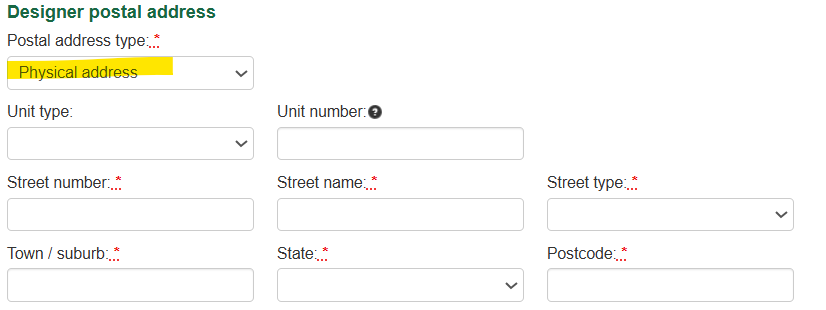 Designer postal address
Postal address type: *
Physical address
Unit type: Unit number: ?
Street number: * Street name: * Street type: *
Town / suburb: * State: * Postcode: *